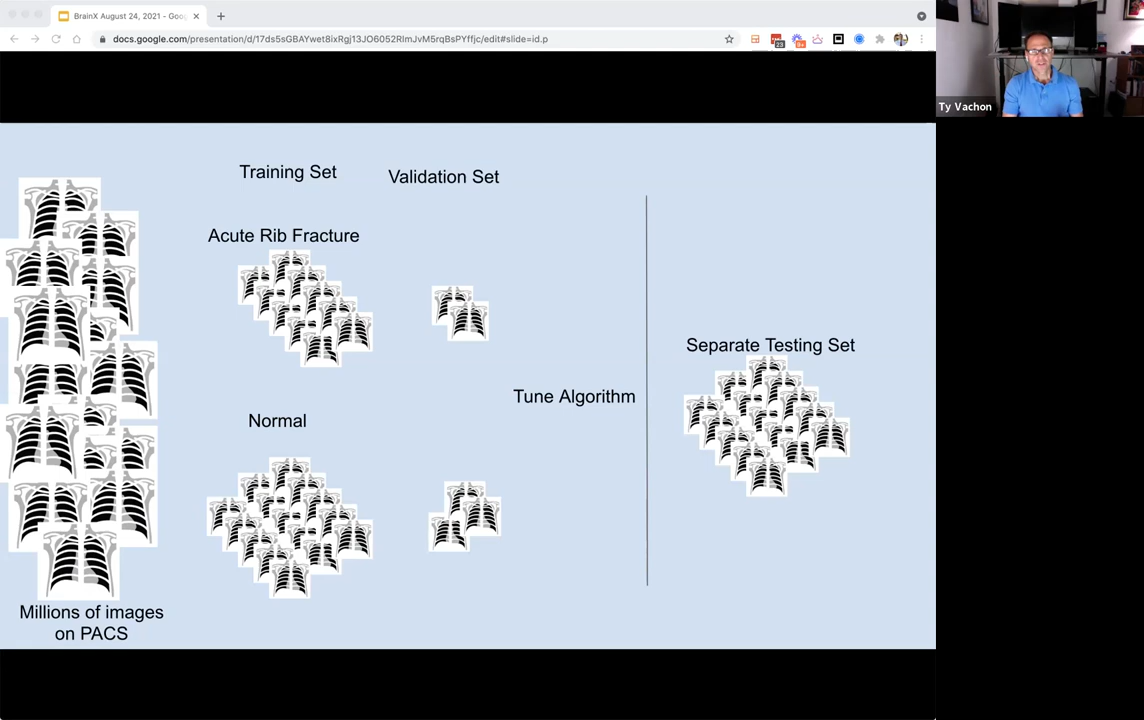 BrainX August 24, 2021 - Goo
docs.google.com/presentation/d/17ds5sGBAYwet8ixRgj13JO6052RlmJvM5rqBsPYffjc/edit#slide=id.p
23
Ty Vachon
Training Set
Validation Set
Acute Rib Fracture
Separate Testing Set
Tune Algorithm
Normal
Millions of images
on PACS